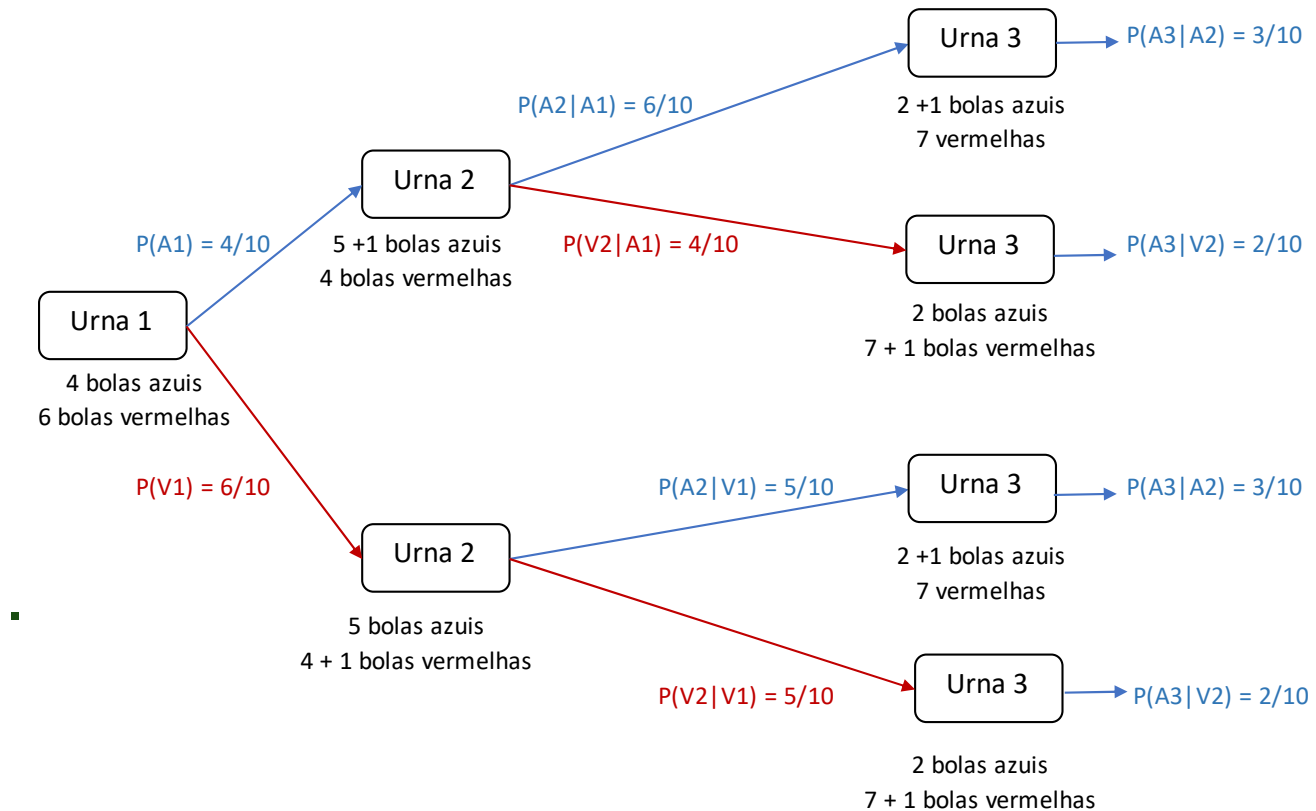 Urna 3
P(A3|A2) = 3/10
2 +1 bolas azuis
7 vermelhas
P(A2|A1) = 6/10
Urna 2
5 +1 bolas azuis
4 bolas vermelhas
P(A1) = 4/10
P(V2|A1) = 4/10
Urna 3
P(A3|V2) = 2/10
2 bolas azuis
7 + 1 bolas vermelhas
Urna 1
4 bolas azuis
6 bolas vermelhas
P(V1) = 6/10
P(A2|V1) = 5/10
Urna 3
P(A3|A2) = 3/10
2 +1 bolas azuis
7 vermelhas
Urna 2
5 bolas azuis
4 + 1 bolas vermelhas
P(V2|V1) = 5/10
Urna 3
P(A3|V2) = 2/10
2 bolas azuis
7 + 1 bolas vermelhas